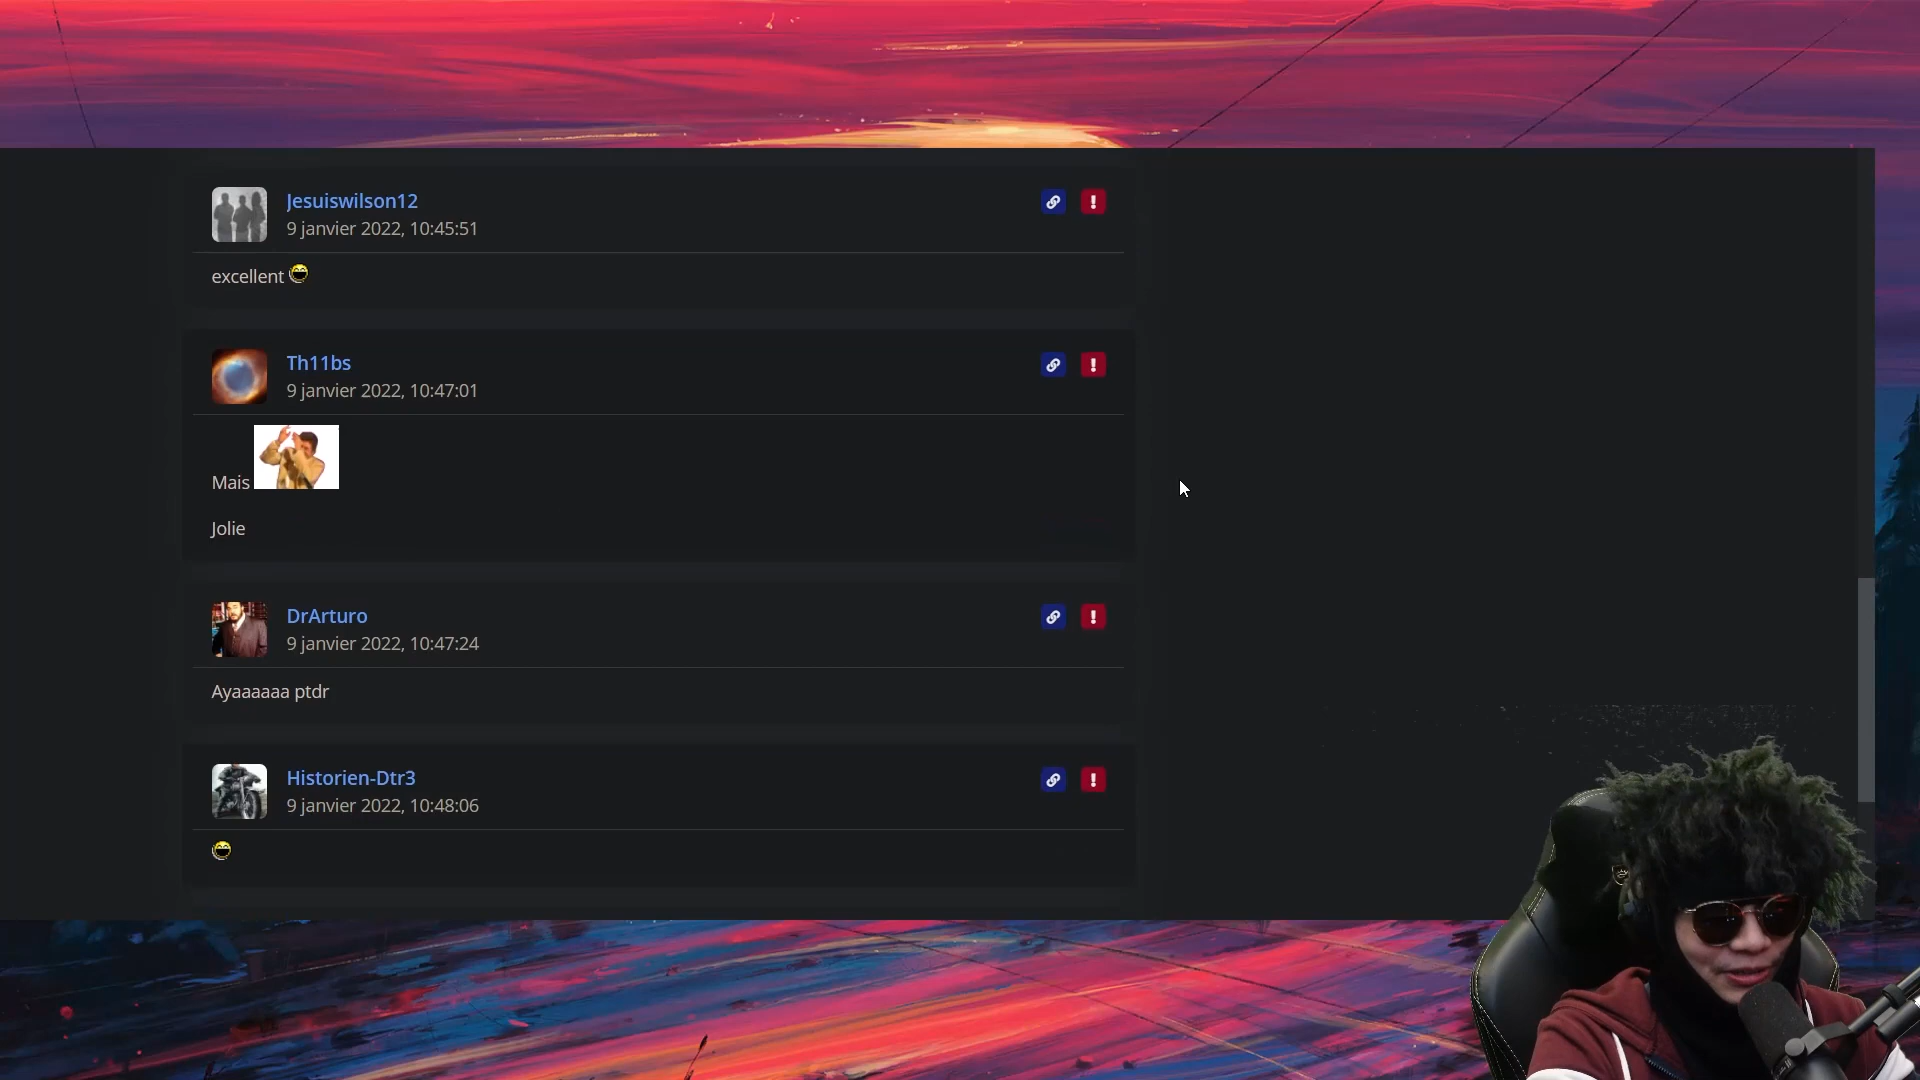 Jesuiswilson12
9 janvier 2022, 10:45:51
excellent
Th11bs
9 janvier 2022, 10:47:01
Mais
Jolie
DrArturo
9 janvier 2022, 10:47:24
Ayaaaaaa ptdr
Historien-Dtr3
9 janvier 2022, 10:48:06